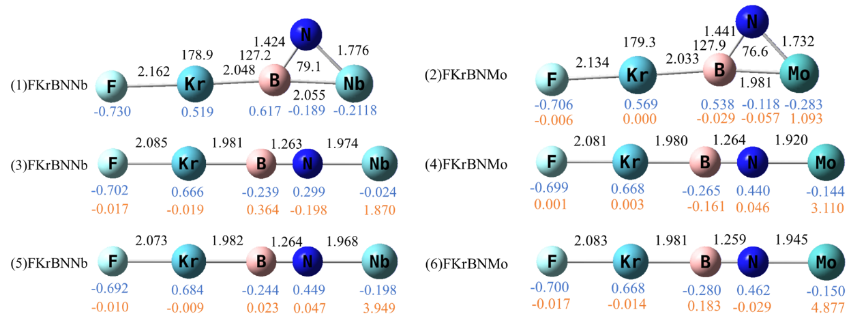 1.424 N 1.776
178.9 127.2 79.1
(1)FKrBNNb F 2.162 Kr 2.048 B 2.055 Nb
-0.730 0.519 0.617 -0.189 -0.2118
1.441 N 1.732
179.3 127.9 76.6
(2)FKrBNMo F 2.134 Kr 2.033 B 1.981 Mo
-0.706 0.569 0.538 -0.118 -0.283
-0.006 0.000 -0.029 -0.057 1.093
2.085 1.981 1.263 1.974
(3)FKrBNNb F Kr B N Nb
-0.702 0.666 -0.239 0.299 -0.024
-0.017 -0.019 0.364 -0.198 1.870
2.081 1.980 1.264 1.920
(4)FKrBNMo F Kr B N Mo
-0.699 0.668 -0.265 0.440 -0.144
0.001 0.003 -0.161 0.046 3.110
2.073 1.982 1.264 1.968
(5)FKrBNNb F Kr B N Nb
-0.692 0.684 -0.244 0.449 -0.198
-0.010 -0.009 0.023 0.047 3.949
2.083 1.981 1.259 1.945
(6)FKrBNMo F Kr B N Mo
-0.700 0.668 -0.280 0.462 -0.150
-0.017 -0.014 0.183 -0.029 4.877